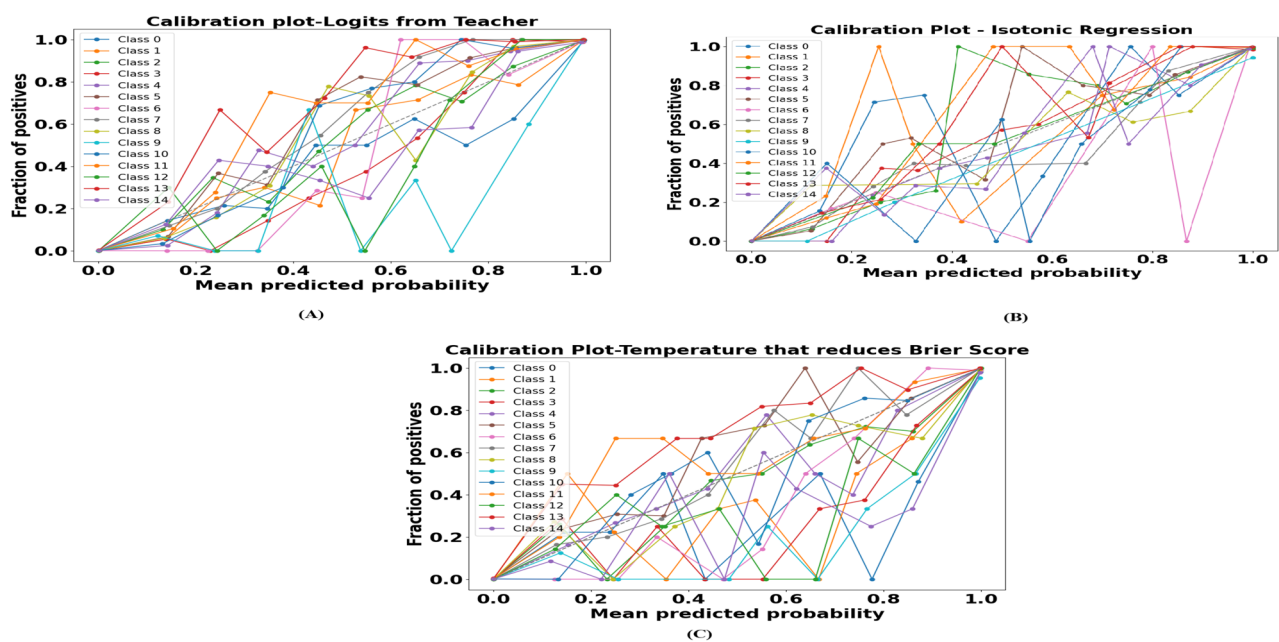 Calibration plot-Logits from Teacher
Fraction of positives
1.0
0.8
0.6
0.4
0.2
0.0
Class 0
Class 1
Class 2
Class 3
Class 4
Class 5
Class 6
Class 7
Class 8
Class 9
Class 10
Class 11
Class 12
Class 13
Class 14
0.0 0.2 0.4 0.6 0.8 1.0
Mean predicted probability
(A)
Calibration Plot - Isotonic Regression
Fraction of positives
1.0
0.8
0.6
0.4
0.2
0.0
Class 0
Class 1
Class 2
Class 3
Class 4
Class 5
Class 6
Class 7
Class 8
Class 9
Class 10
Class 11
Class 12
Class 13
Class 14
0.0 0.2 0.4 0.6 0.8 1.0
Mean predicted probability
(B)
Calibration Plot-Temperature that reduces Brier Score
Fraction of positives
1.0
0.8
0.6
0.4
0.2
0.0
Class 0
Class 1
Class 2
Class 3
Class 4
Class 5
Class 6
Class 7
Class 8
Class 9
Class 10
Class 11
Class 12
Class 13
Class 14
0.0 0.2 0.4 0.6 0.8 1.0
Mean predicted probability
(C)